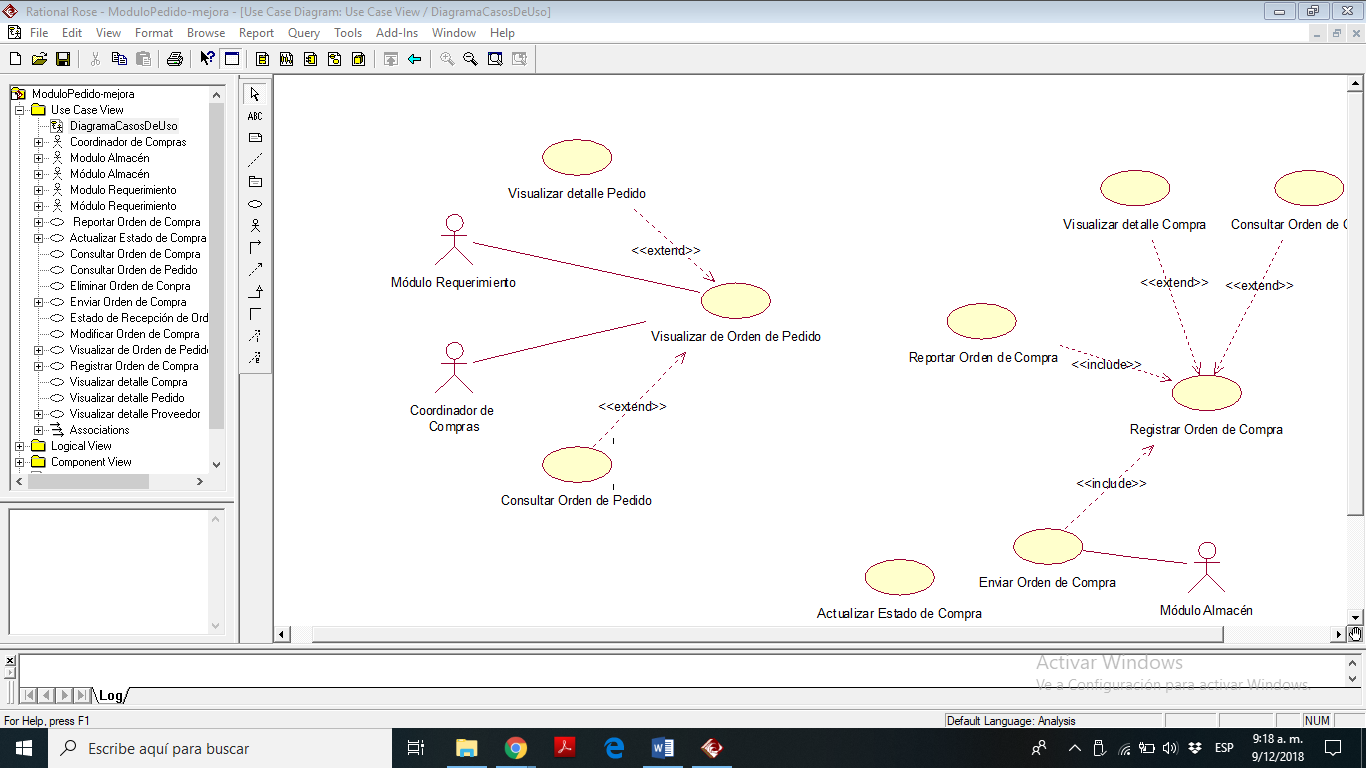 Rational Rose - ModuloPedido-mejora - [Use Case Diagram: Use Case View / DiagramaCasosDeUso]
File Edit View Format Browse Report Query Tools Add-Ins Window Help
ModuloPedido-mejora
Use Case View
DiagramaCasosDeUso
Coordinador de Compras
Modulo Almacén
Módulo Almacén
Modulo Requerimiento
Módulo Requerimiento
Reportar Orden de Compra
Actualizar Estado de Compra
Consultar Orden de Compra
Consultar Orden de Pedido
Eliminar Orden de Conpra
Enviar Orden de Compra
Estado de Recepción de Ord
Modificar Orden de Compra
Visualizar de Orden de Pedid
Registrar Orden de Compra
Visualizar detalle Compra
Visualizar detalle Pedido
Visualizar detalle Proveedor
Associations
Logical View
Component View
ABC
Visualizar detalle Pedido
<<extend>>
Módulo Requerimiento
Visualizar de Orden de Pedido
Coordinador de
Compras
<<extend>>
Consultar Orden de Pedido
Visualizar detalle Compra
Consultar Orden de C
<<extend>>
<<extend>>
Reportar Orden de Compra
<<include>>
Registrar Orden de Compra
<<include>>
Enviar Orden de Compra
Módulo Almacén
Actualizar Estado de Compra
Log
Activar Windows
Ve a Configuración para activar Windows.
For Help, press F1
Default Language: Analysis
NUM
Escribe aquí para buscar
ESP
9:18 a. m.
9/12/2018